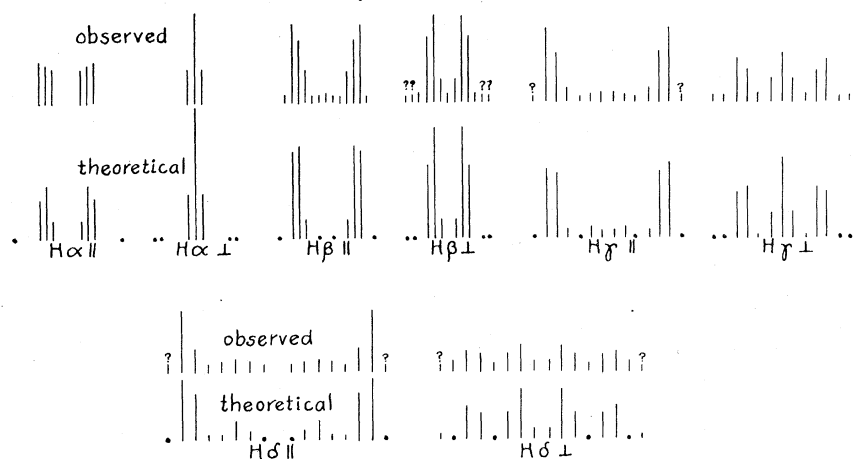 observed
?? ??
? ?
theoretical
Hα∥ Hα⊥ Hβ∥ Hβ⊥ Hγ∥ Hγ⊥
observed
? ? ? ?
theoretical
Hδ∥ Hδ⊥